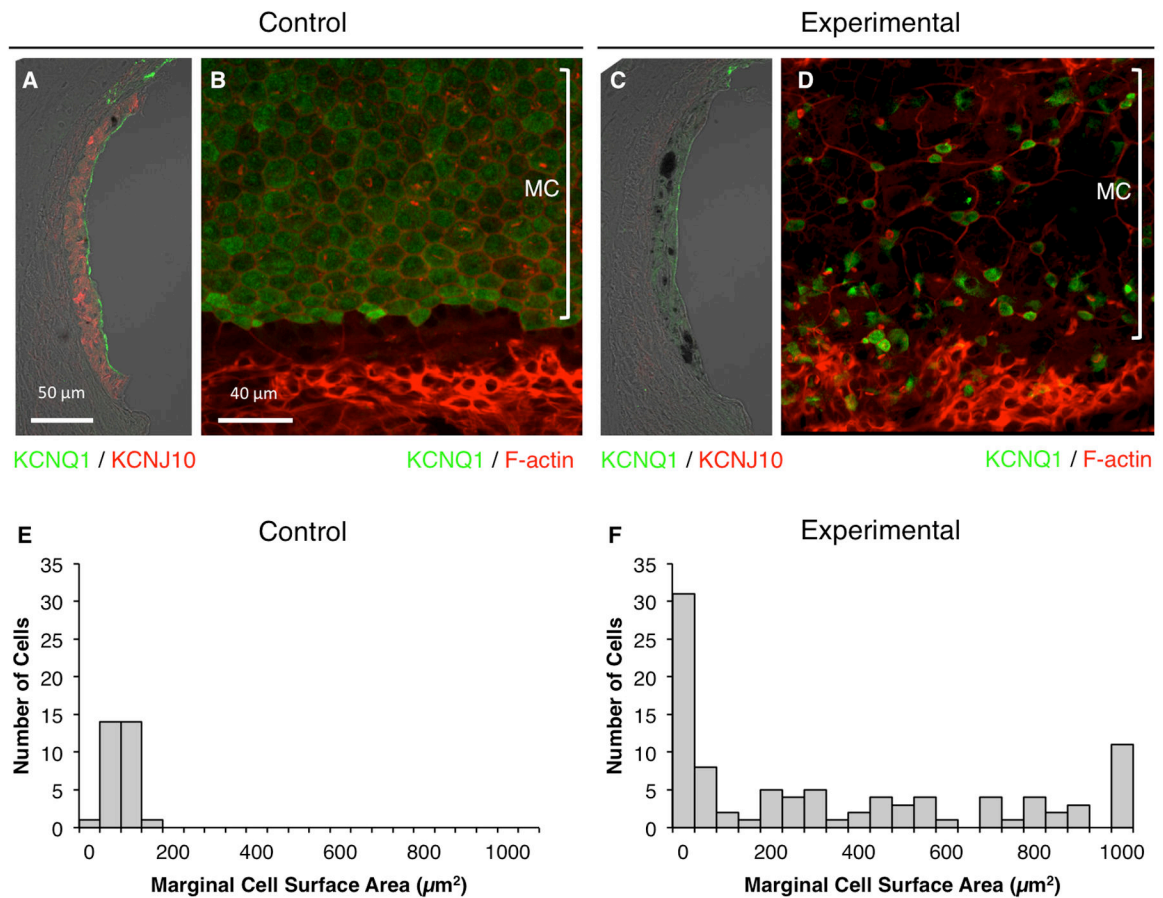 Control
Experimental
A
B
C
D
MC
MC
50 µm
40 µm
KCNQ1 / KCNJ10
KCNQ1 / F-actin
KCNQ1 / KCNJ10
KCNQ1 / F-actin
E
Control
F
Experimental
Number of Cells
35
30
25
20
15
10
5
0
0 200 400 600 800 1000
Marginal Cell Surface Area (µm²)
Number of Cells
35
30
25
20
15
10
5
0
0 200 400 600 800 1000
Marginal Cell Surface Area (µm²)